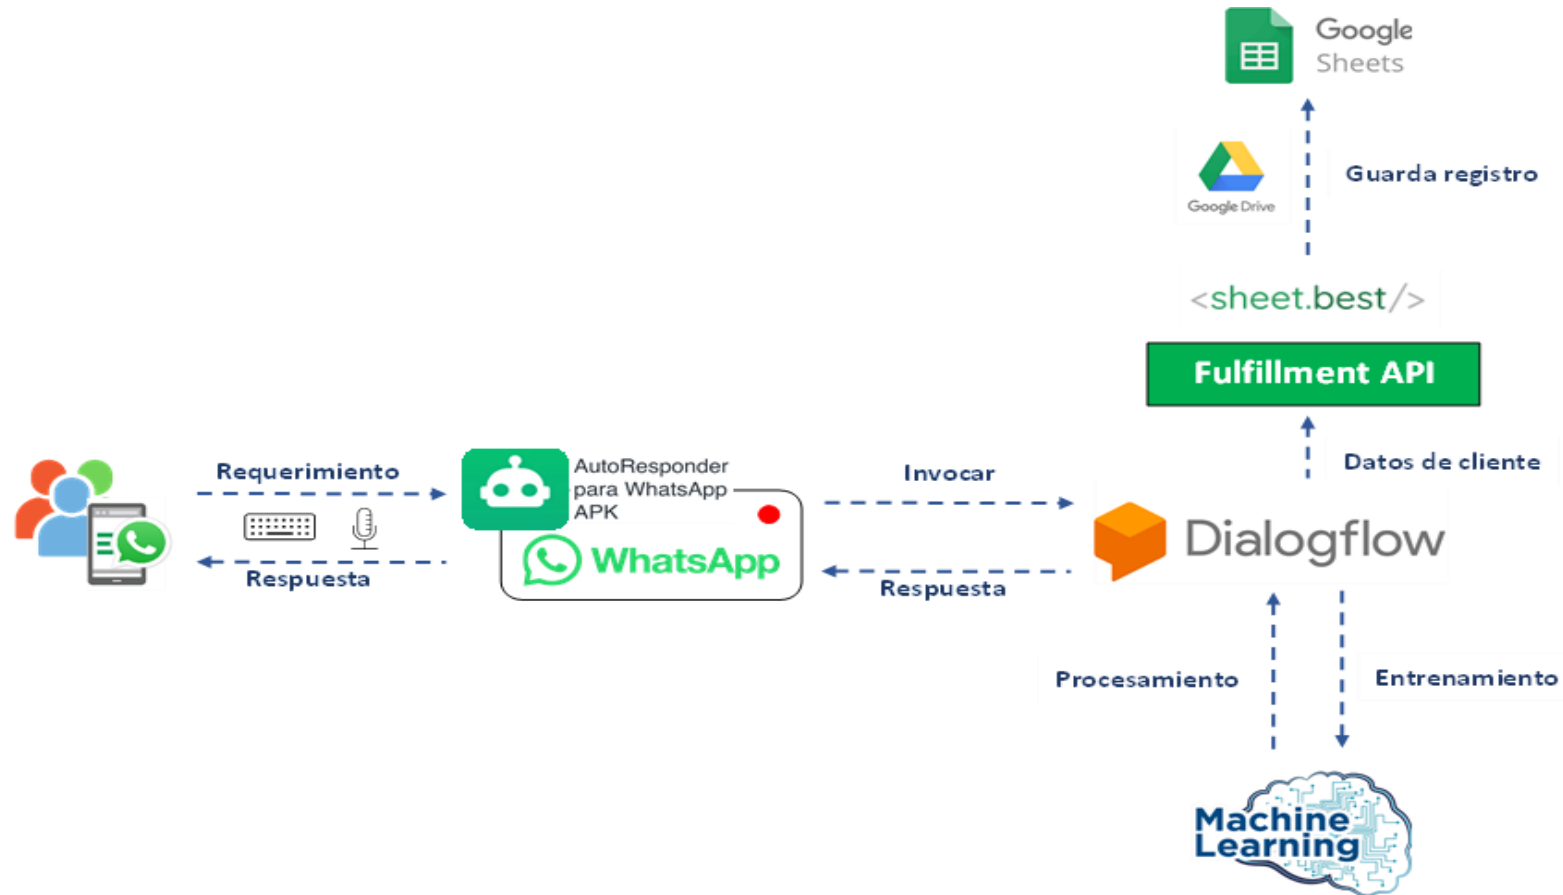 Google
Sheets
Google Drive
Guarda registro
<sheet.best/>
Fulfillment API
Datos de cliente
Requerimiento
Respuesta
AutoResponder
para WhatsApp
APK
WhatsApp
Invocar
Respuesta
Dialogflow
Procesamiento
Entrenamiento
Machine
Learning